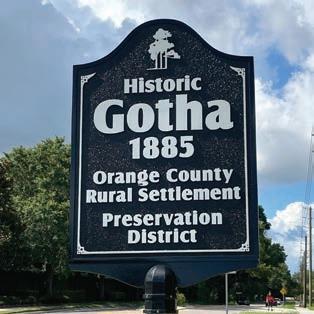 Historic
Gotha
1885
Orange County
Rural Settlement
Preservation
District